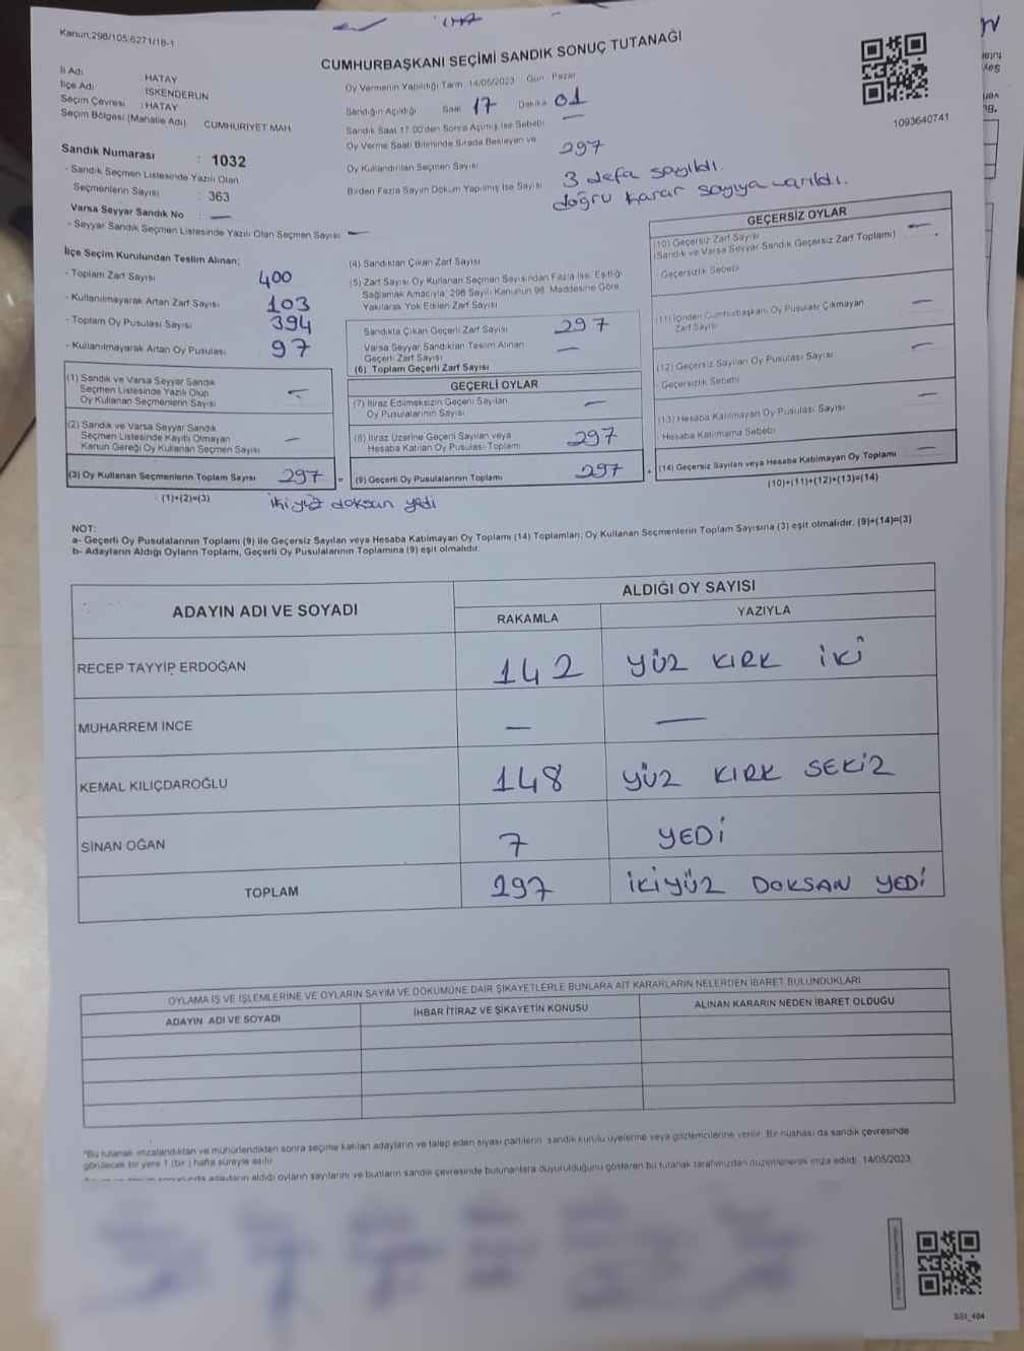 Kanun:298/105;6271/18-1
CUMHURBAŞKANI SEÇİMİ SANDIK SONUÇ TUTANAĞI
İl Adı : HATAY
İlçe Adı : İSKENDERUN
Seçim Çevresi : HATAY
Seçim Bölgesi (Mahalle Adı) CUMHURİYET MAH.
Sandık Numarası : 1032
- Sandık Seçmen Listesinde Yazılı Olan
Seçmenlerin Sayısı : 363
Varsa Seyyar Sandık No : —
- Seyyar Sandık Seçmen Listesinde Yazılı Olan Seçmen Sayısı —
Oy Vermenin Yapıldığı Tarih: 14/05/2023 Gün: Pazar
Sandığın Açıldığı Saat 17 Dakika 01
Sandık Saat 17.00'den Sonra Açılmış İse Sebebi —
Oy Verme Saati Bitiminde Sırada Bekleyen ve
Oy Kullandırılan Seçmen Sayısı 297
Birden Fazla Sayım Döküm Yapılmış İse Sayısı 3 defa sayıldı.
doğru karar sayıya varıldı.
1093640741
İlçe Seçim Kurulundan Teslim Alınan;
- Toplam Zarf Sayısı 400
- Kullanılmayarak Artan Zarf Sayısı 103
- Toplam Oy Pusulası Sayısı 394
- Kullanılmayarak Artan Oy Pusulası 97
(1) Sandık ve Varsa Seyyar Sandık
Seçmen Listesinde Yazılı Olup
Oy Kullanan Seçmenlerin Sayısı —
(2) Sandık ve Varsa Seyyar Sandık
Seçmen Listesinde Kayıtlı Olmayan
Kanun Gereği Oy Kullanan Seçmen Sayısı —
(3) Oy Kullanan Seçmenlerin Toplam Sayısı 297
(1)+(2)=(3) ikiyüz doksan yedi
(4) Sandıktan Çıkan Zarf Sayısı
(5) Zarf Sayısı Oy Kullanan Seçmen Sayısından Fazla İse, Eşitliği
Sağlamak Amacıyla, 298 Sayılı Kanunun 98. Maddesine Göre
Yakılarak Yok Edilen Zarf Sayısı
Sandıkta Çıkan Geçerli Zarf Sayısı 297
Varsa Seyyar Sandıktan Teslim Alınan
Geçerli Zarf Sayısı —
(6) Toplam Geçerli Zarf Sayısı
GEÇERLİ OYLAR
(7) İtiraz Edilmeksizin Geçerli Sayılan
Oy Pusulalarının Sayısı —
(8) İtiraz Üzerine Geçerli Sayılan veya
Hesaba Katılan Oy Pusulası Toplamı 297
(9) Geçerli Oy Pusulalarının Toplamı 297
GEÇERSİZ OYLAR
(10) Geçersiz Zarf Sayısı —
(Sandık ve Varsa Seyyar Sandık Geçersiz Zarf Toplamı)
Geçersizlik Sebebi
(11) İçinden Cumhurbaşkanı Oy Pusulası Çıkmayan —
Zarf Sayısı
(12) Geçersiz Sayılan Oy Pusulası Sayısı —
Geçersizlik Sebebi
(13) Hesaba Katılmayan Oy Pusulası Sayısı —
Hesaba Katılmama Sebebi
(14) Geçersiz Sayılan veya Hesaba Katılmayan Oy Toplamı —
(10)+(11)+(12)+(13)=(14)
NOT:
a- Geçerli Oy Pusulalarının Toplamı (9) ile Geçersiz Sayılan veya Hesaba Katılmayan Oy Toplamı (14) Toplamları, Oy Kullanan Seçmenlerin Toplam Sayısına (3) eşit olmalıdır. (9)+(14)=(3)
b- Adayların Aldığı Oyların Toplamı, Geçerli Oy Pusulalarının Toplamına (9) eşit olmalıdır.
ADAYIN ADI VE SOYADI ALDIĞI OY SAYISI
RAKAMLA YAZIYLA
RECEP TAYYİP ERDOĞAN 142 YÜZ KIRK İKİ
MUHARREM İNCE — —
KEMAL KILIÇDAROĞLU 148 YÜZ KIRK SEKİZ
SİNAN OĞAN 7 YEDİ
TOPLAM 297 İKİYÜZ DOKSAN YEDİ
OYLAMA İŞ VE İŞLEMLERİNE VE OYLARIN SAYIM VE DÖKÜMÜNE DAİR ŞİKAYETLERLE BUNLARA AİT KARARLARIN NELERDEN İBARET BULUNDUKLARI
ADAYIN ADI VE SOYADI İHBAR İTİRAZ VE ŞİKAYETİN KONUSU ALINAN KARARIN NEDEN İBARET OLDUĞU
*Bu tutanak imzalandıktan ve mühürlendikten sonra seçime katılan adayların ve talep eden siyasi partilerin sandık kurulu üyelerine veya gözlemcilerine verilir. Bir nüshası da sandık çevresinde
görülecek bir yere 1 (bir ) hafta süreyle asılır.
adayların aldığı oyların sayılarını ve bunların sandık çevresinde bulunanlara duyurulduğunu gösteren bu tutanak tarafımızdan düzenlenerek imza edildi. 14/05/2023